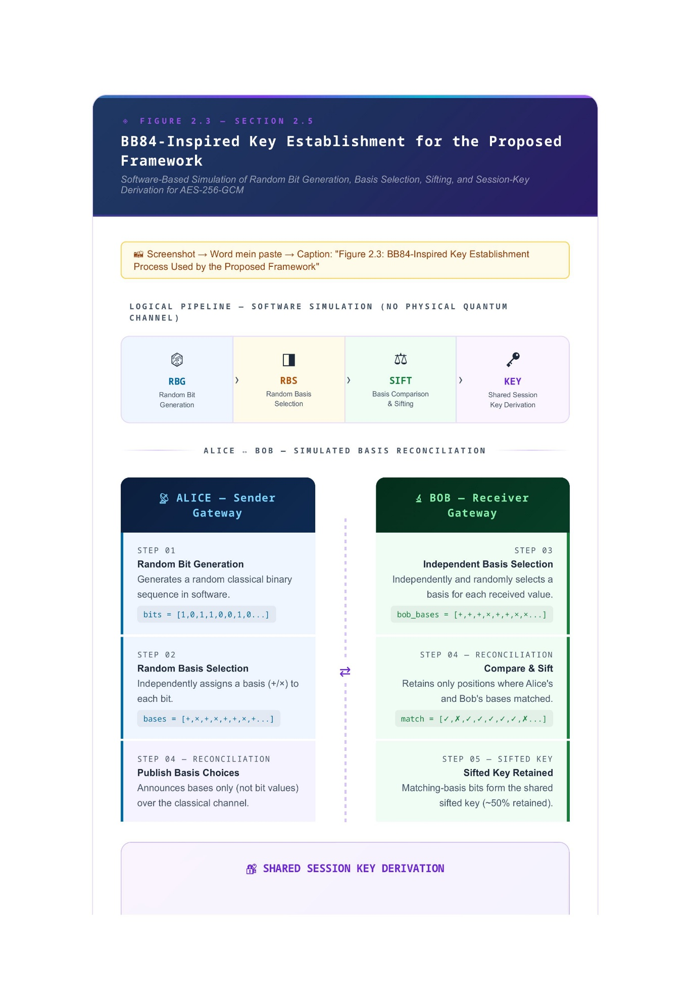 FIGURE 2.3 — SECTION 2.5
BB84-Inspired Key Establishment for the Proposed
Framework
Software-Based Simulation of Random Bit Generation, Basis Selection, Sifting, and Session-Key
Derivation for AES-256-GCM
📸 Screenshot → Word mein paste → Caption: "Figure 2.3: BB84-Inspired Key Establishment
Process Used by the Proposed Framework"
LOGICAL PIPELINE — SOFTWARE SIMULATION (NO PHYSICAL QUANTUM
CHANNEL)
RBG
Random Bit
Generation
›
RBS
Random Basis
Selection
›
SIFT
Basis Comparison
& Sifting
›
KEY
Shared Session
Key Derivation
ALICE ↔ BOB — SIMULATED BASIS RECONCILIATION
ALICE — Sender
Gateway
STEP 01
Random Bit Generation
Generates a random classical binary
sequence in software.
bits = [1,0,1,1,0,0,1,0...]
STEP 02
Random Basis Selection
Independently assigns a basis (+/×) to
each bit.
bases = [+,×,+,×,+,+,×,+...]
STEP 04 — RECONCILIATION
Publish Basis Choices
Announces bases only (not bit values)
over the classical channel.
⇄
BOB — Receiver
Gateway
STEP 03
Independent Basis Selection
Independently and randomly selects a
basis for each received value.
bob_bases = [+,+,+,×,+,+,×,×...]
STEP 04 — RECONCILIATION
Compare & Sift
Retains only positions where Alice's
and Bob's bases matched.
match = [✓,✗,✓,✓,✓,✓,✓,✗...]
STEP 05 — SIFTED KEY
Sifted Key Retained
Matching-basis bits form the shared
sifted key (~50% retained).
SHARED SESSION KEY DERIVATION